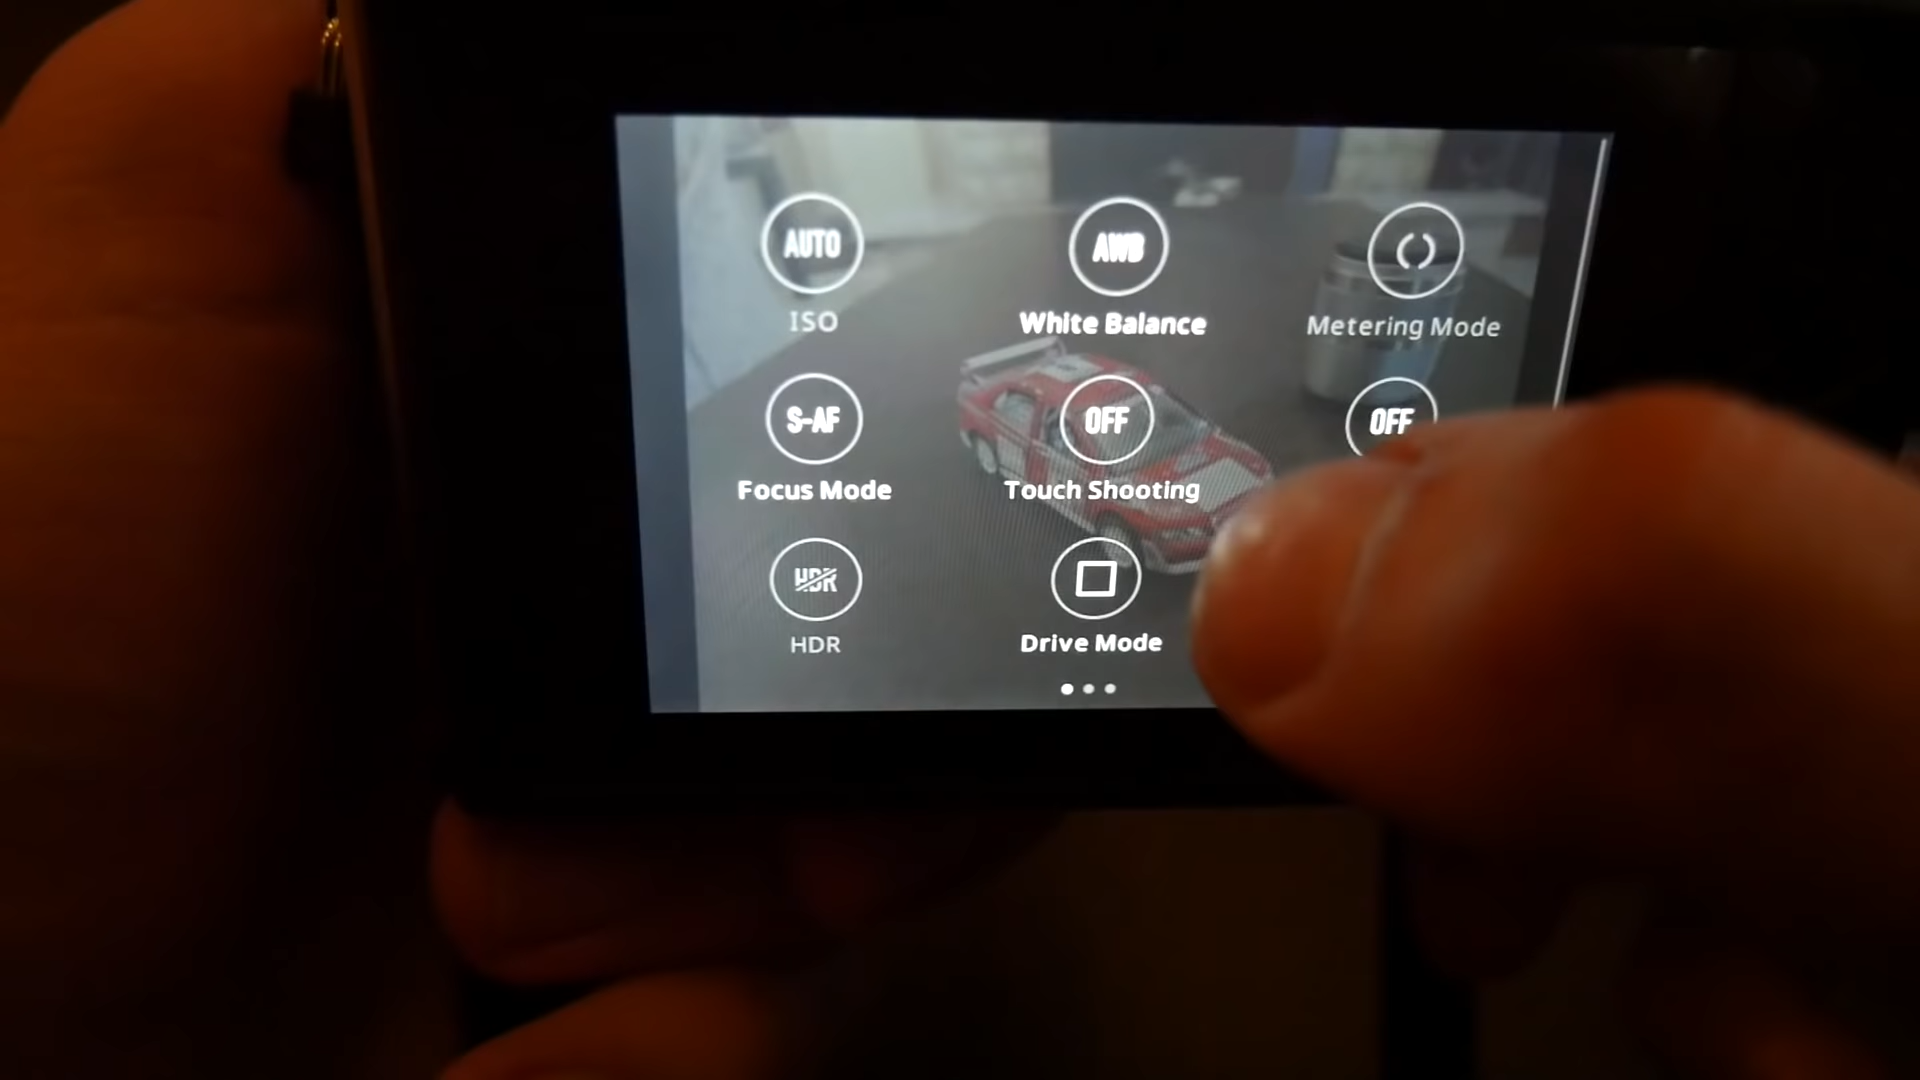 AUTO
AWB
ISO
White Balance
Metering Mode
S-AF
OFF
OFF
Focus Mode
Touch Shooting
HDR
HDR
Drive Mode